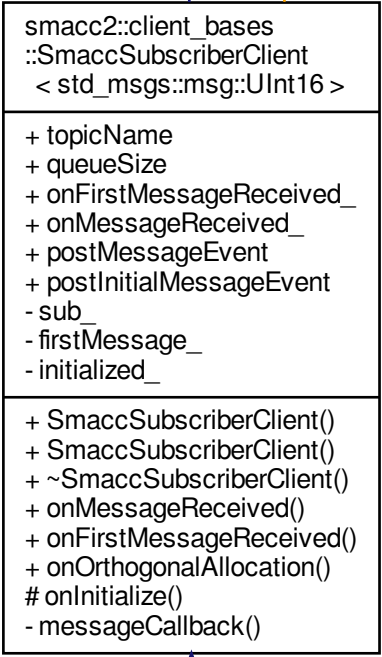 smacc2::client_bases
::SmaccSubscriberClient
< std_msgs::msg::UInt16 >
+ topicName
+ queueSize
+ onFirstMessageReceived_
+ onMessageReceived_
+ postMessageEvent
+ postInitialMessageEvent
- sub_
- firstMessage_
- initialized_
+ SmaccSubscriberClient()
+ SmaccSubscriberClient()
+ ~SmaccSubscriberClient()
+ onMessageReceived()
+ onFirstMessageReceived()
+ onOrthogonalAllocation()
# onInitialize()
- messageCallback()